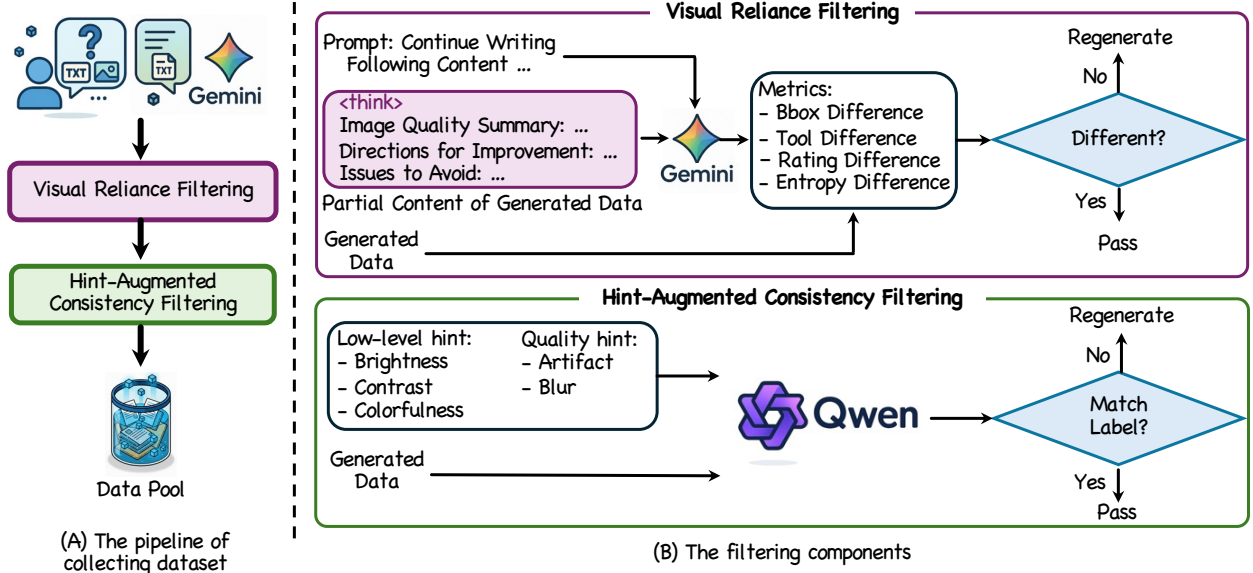 ?
TXT
...
TXT
Gemini
Visual Reliance Filtering
Hint-Augmented
Consistency Filtering
Data Pool
(A) The pipeline of
collecting dataset
Visual Reliance Filtering
Prompt: Continue Writing
Following Content ...
<think>
Image Quality Summary: ...
Directions for Improvement: ...
Issues to Avoid: ...
Partial Content of Generated Data
Generated
Data
Gemini
Metrics:
- Bbox Difference
- Tool Difference
- Rating Difference
- Entropy Difference
Regenerate
No
Different?
Yes
Pass
Hint-Augmented Consistency Filtering
Low-level hint:
- Brightness
- Contrast
- Colorfulness
Quality hint:
- Artifact
- Blur
Generated
Data
Qwen
Regenerate
No
Match
Label?
Yes
Pass
(B) The filtering components